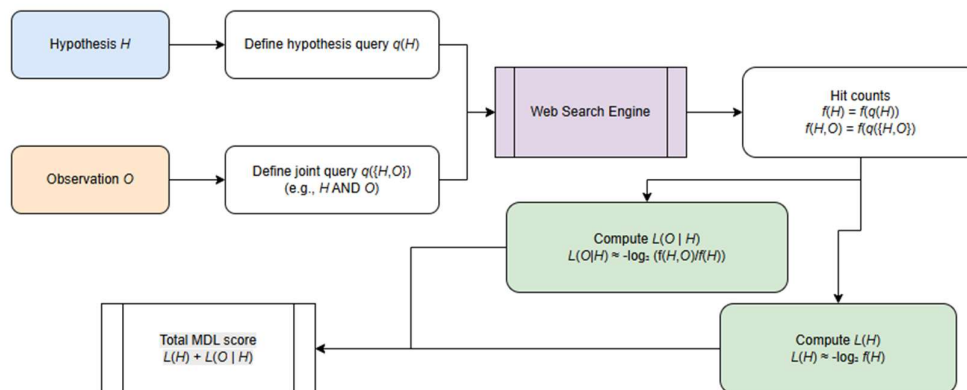 Hypothesis H
Define hypothesis query q(H)
Web Search Engine
Hit counts
f(H) = f(q(H))
f(H,O) = f(q({H,O})
Observation O
Define joint query q({H,O})
(e.g., H AND O)
Compute L(O | H)
L(O|H) ≈ -log₂ (f(H,O)/f(H))
Total MDL score
L(H) + L(O | H)
Compute L(H)
L(H) ≈ -log₂ f(H)